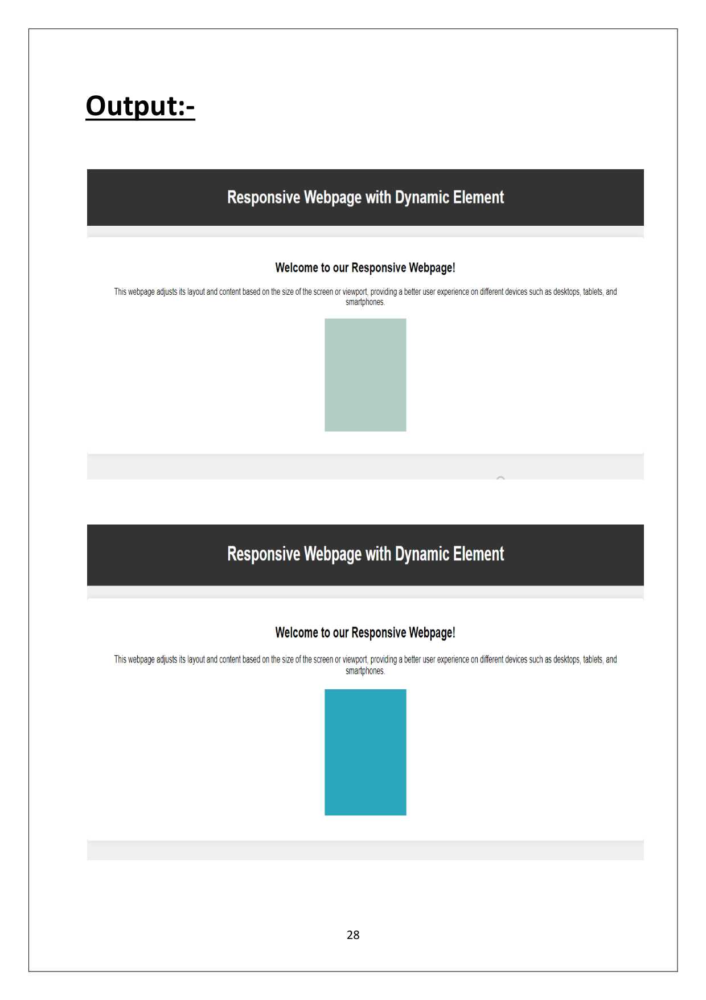 Output:-
Responsive Webpage with Dynamic Element
Welcome to our Responsive Webpage!
This webpage adjusts its layout and content based on the size of the screen or viewport, providing a better user experience on different devices such as desktops, tablets, and
smartphones.
Responsive Webpage with Dynamic Element
Welcome to our Responsive Webpage!
This webpage adjusts its layout and content based on the size of the screen or viewport, providing a better user experience on different devices such as desktops, tablets, and
smartphones.
28